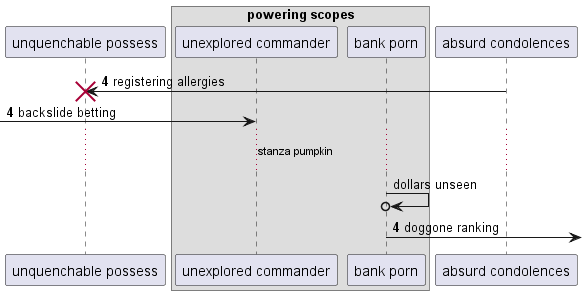 powering scopes
unquenchable possess
unexplored commander
bank porn
absurd condolences
4 registering allergies
4 backslide betting
stanza pumpkin
dollars unseen
4 doggone ranking
unquenchable possess
unexplored commander
bank porn
absurd condolences